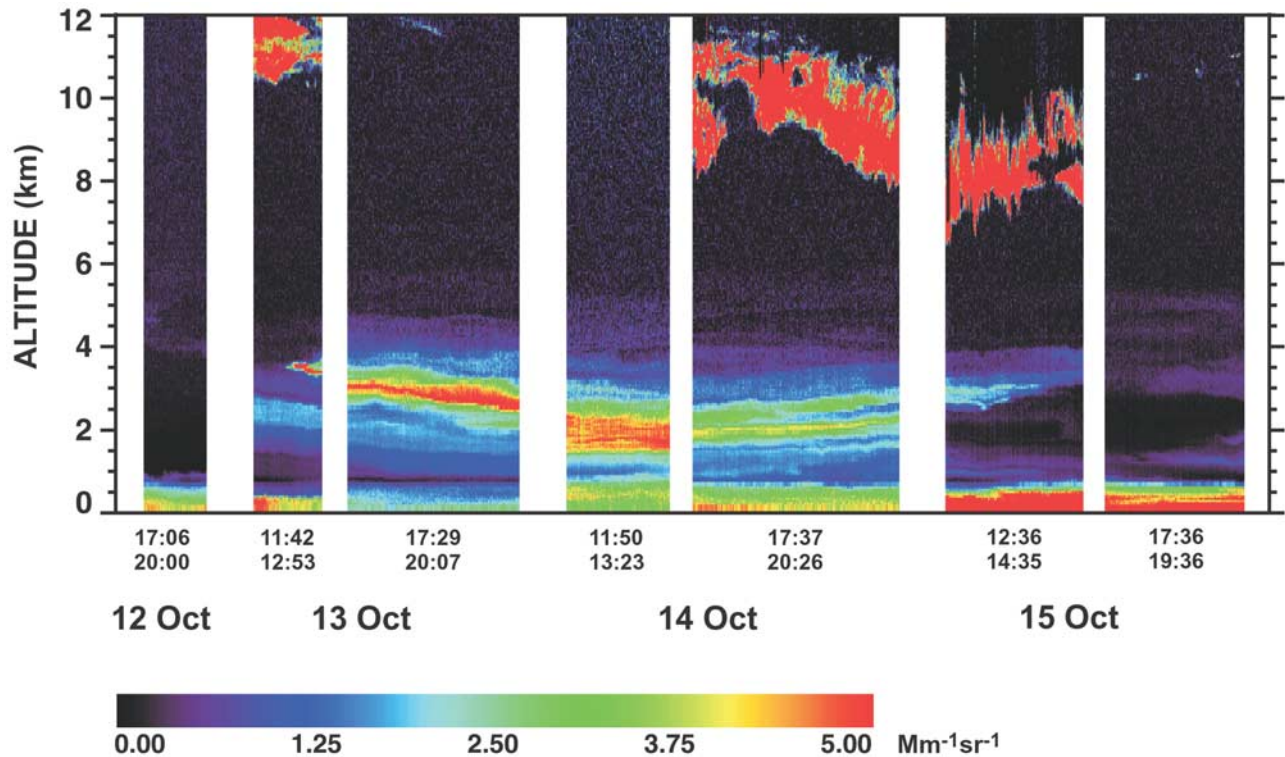 12
10
8
6
4
2
0
ALTITUDE (km)
17:06 11:42 17:29 11:50 17:37 12:36 17:36
20:00 12:53 20:07 13:23 20:26 14:35 19:36
12 Oct 13 Oct 14 Oct 15 Oct
0.00 1.25 2.50 3.75 5.00 Mm-1sr-1